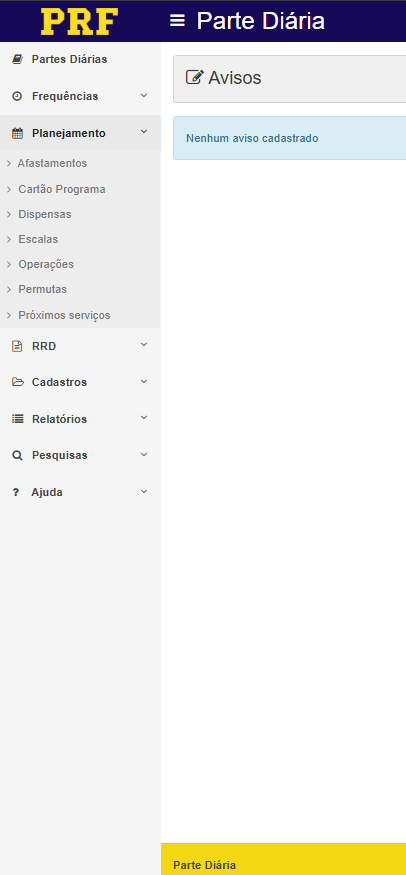 PRF
Parte Diária
Partes Diárias
Frequências
Planejamento
Afastamentos
Cartão Programa
Dispensas
Escalas
Operações
Permutas
Próximos serviços
RRD
Cadastros
Relatórios
Pesquisas
? Ajuda
Avisos
Nenhum aviso cadastrado
Parte Diária